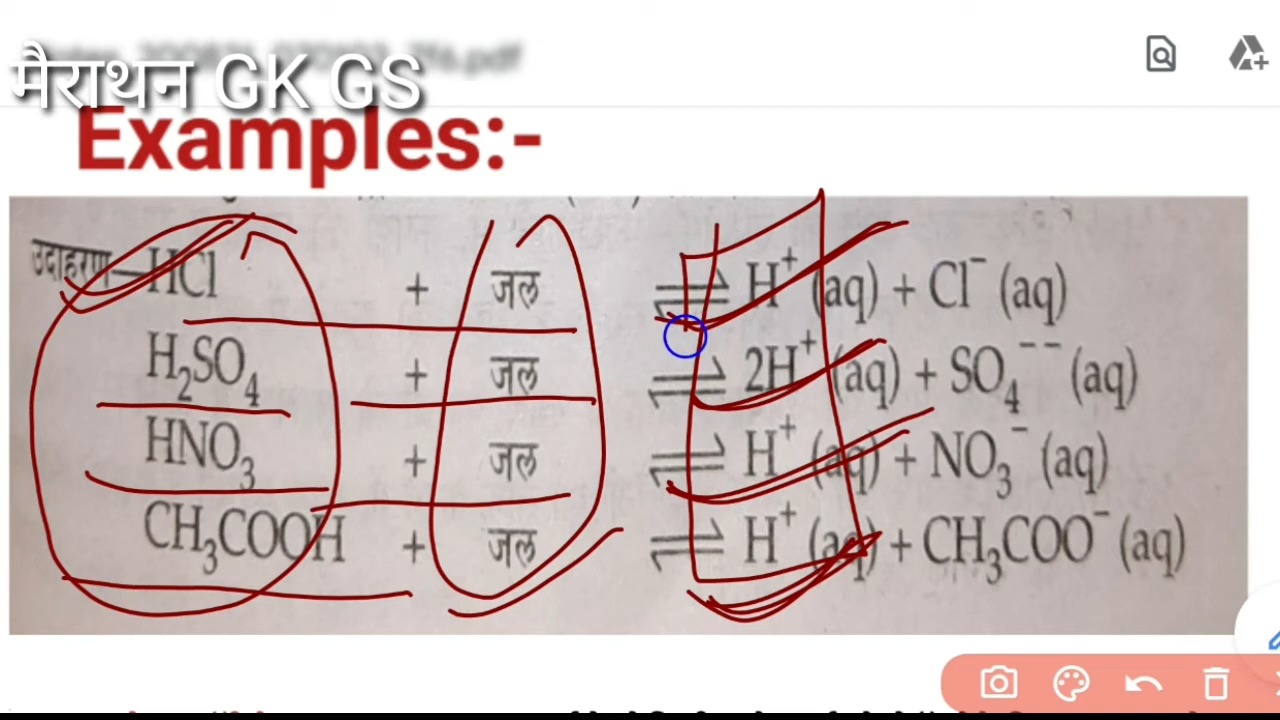 मैराथन GK GS
Examples:-
उदाहरण—HCl + जल ⇌ H⁺ (aq) + Cl⁻ (aq)
H₂SO₄ + जल ⇌ 2H⁺ (aq) + SO₄⁻⁻ (aq)
HNO₃ + जल ⇌ H⁺ (aq) + NO₃⁻ (aq)
CH₃COOH + जल ⇌ H⁺ (aq) + CH₃COO⁻ (aq)